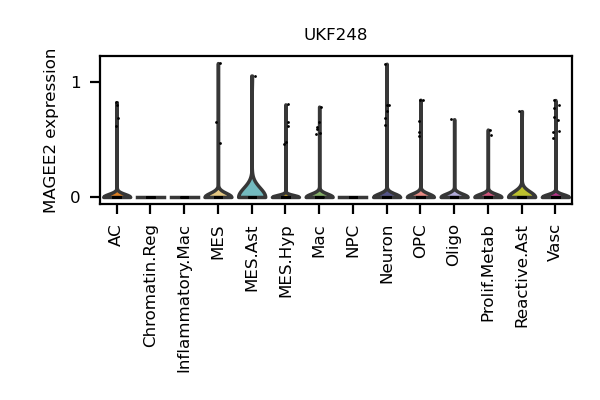 UKF248
MAGEE2 expression
1
0
AC
Chromatin.Reg
Inflammatory.Mac
MES
MES.Ast
MES.Hyp
Mac
NPC
Neuron
OPC
Oligo
Prolif.Metab
Reactive.Ast
Vasc